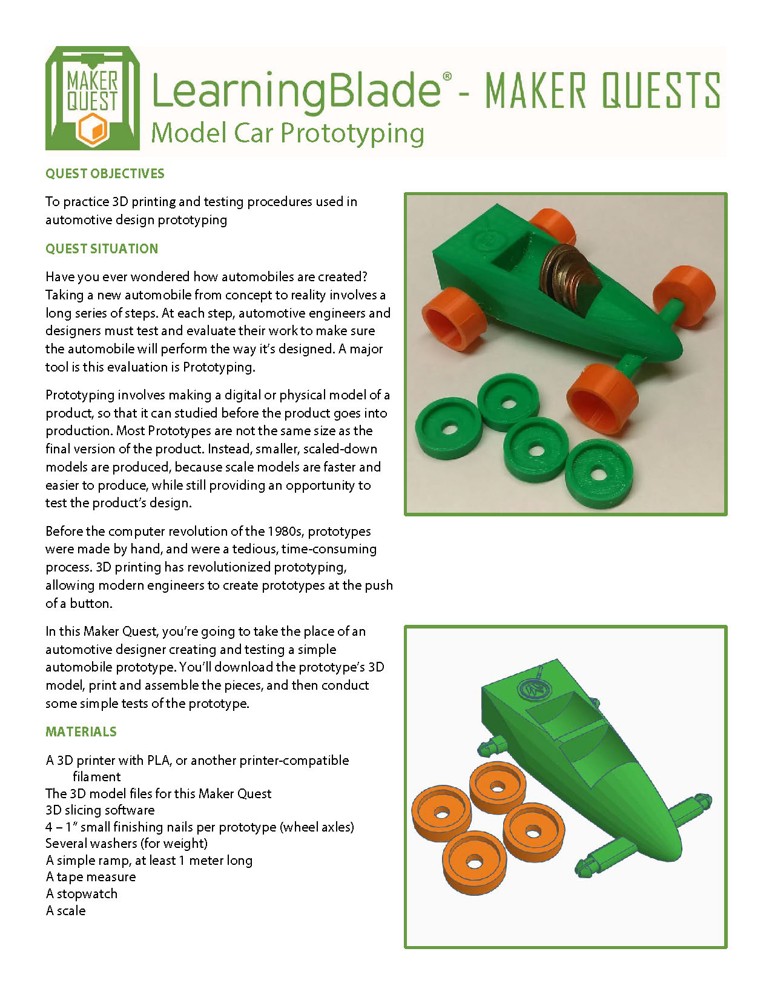 MAKER
QUEST
LearningBlade® - MAKER QUESTS
Model Car Prototyping
QUEST OBJECTIVES
To practice 3D printing and testing procedures used in
automotive design prototyping
QUEST SITUATION
Have you ever wondered how automobiles are created?
Taking a new automobile from concept to reality involves a
long series of steps. At each step, automotive engineers and
designers must test and evaluate their work to make sure
the automobile will perform the way it's designed. A major
tool is this evaluation is Prototyping.
Prototyping involves making a digital or physical model of a
product, so that it can studied before the product goes into
production. Most Prototypes are not the same size as the
final version of the product. Instead, smaller, scaled-down
models are produced, because scale models are faster and
easier to produce, while still providing an opportunity to
test the product's design.
Before the computer revolution of the 1980s, prototypes
were made by hand, and were a tedious, time-consuming
process. 3D printing has revolutionized prototyping,
allowing modern engineers to create prototypes at the push
of a button.
In this Maker Quest, you're going to take the place of an
automotive designer creating and testing a simple
automobile prototype. You'll download the prototype's 3D
model, print and assemble the pieces, and then conduct
some simple tests of the prototype.
MATERIALS
A 3D printer with PLA, or another printer-compatible
filament
The 3D model files for this Maker Quest
3D slicing software
4 – 1” small finishing nails per prototype (wheel axles)
Several washers (for weight)
A simple ramp, at least 1 meter long
A tape measure
A stopwatch
A scale